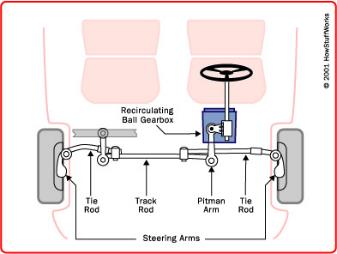 © 2001 HowStuffWorks
Recirculating
Ball Gearbox
Tie
Rod
Track
Rod
Pitman
Arm
Tie
Rod
Steering Arms